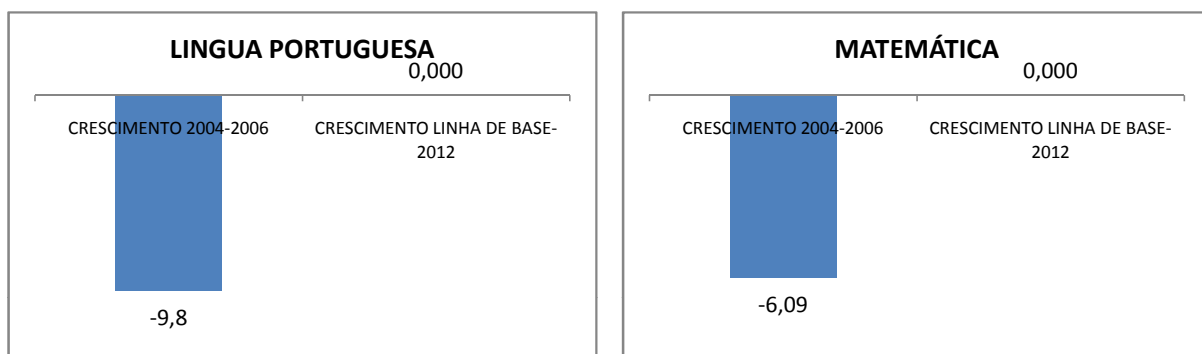 LINGUA PORTUGUESA
0,000
CRESCIMENTO 2004-2006
CRESCIMENTO LINHA DE BASE-
2012
-9,8
MATEMÁTICA
0,000
CRESCIMENTO 2004-2006
CRESCIMENTO LINHA DE BASE-
2012
-6,09